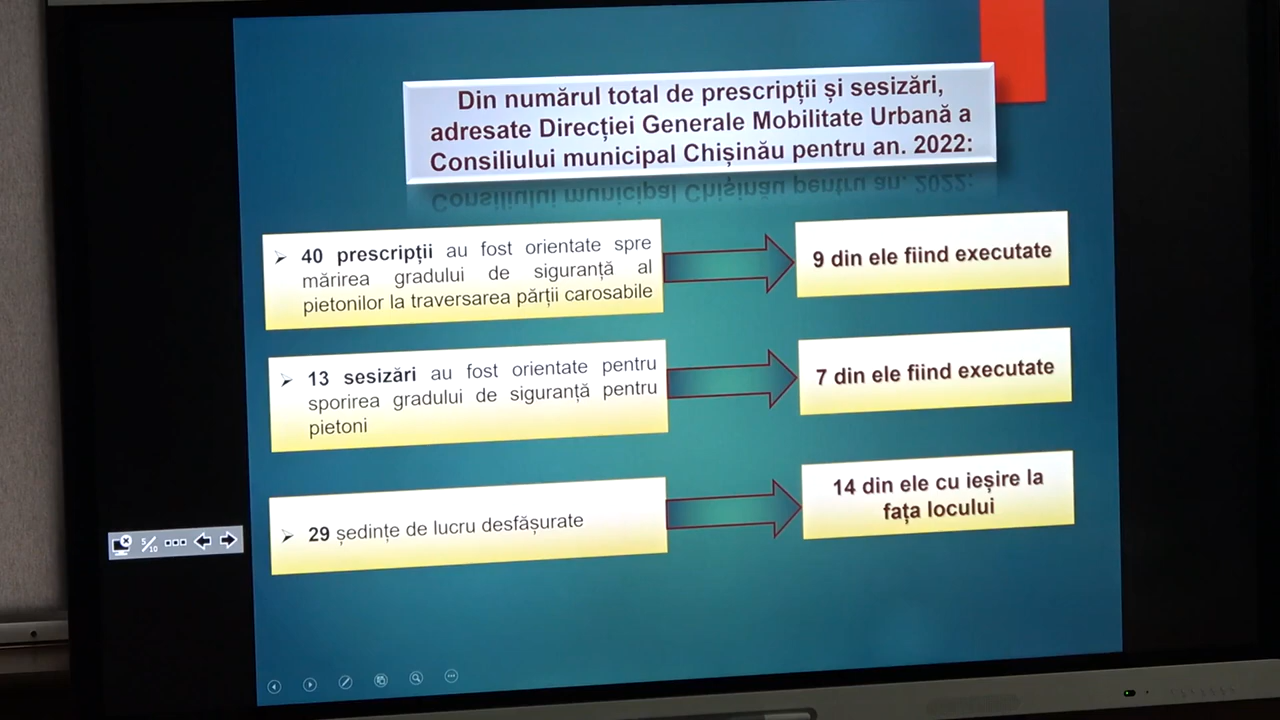 Din numărul total de prescripții și sesizări,
adresate Direcției Generale Mobilitate Urbană a
Consiliului municipal Chișinău pentru an. 2022:
40 prescripții au fost orientate spre
mărirea gradului de siguranță al
pietonilor la traversarea părții carosabile
9 din ele fiind executate
13 sesizări au fost orientate pentru
sporirea gradului de siguranță pentru
pietoni
7 din ele fiind executate
29 ședințe de lucru desfășurate
14 din ele cu ieșire la
fața locului
5/10